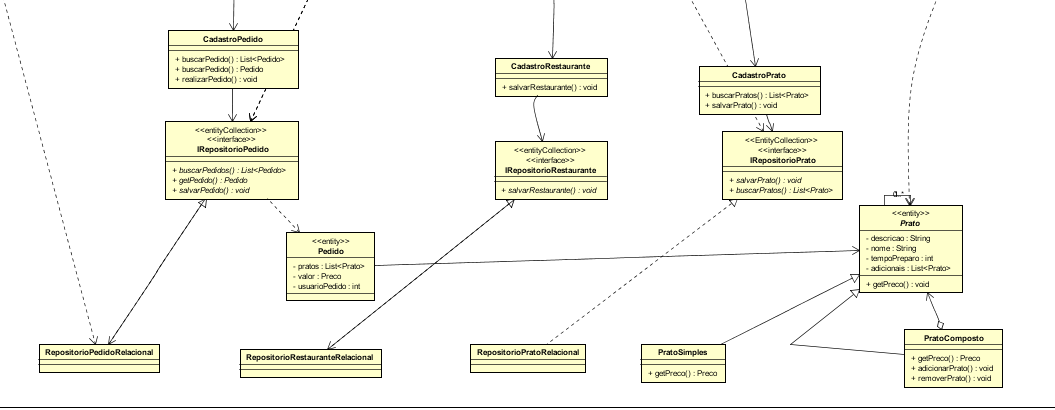 CadastroPedido
+ buscarPedido() : List<Pedido>
+ buscarPedido() : Pedido
+ realizarPedido() : void
CadastroRestaurante
+ salvarRestaurante() : void
CadastroPrato
+ buscarPratos() : List<Prato>
+ salvarPrato() : void
<<entityCollection>>
<<interface>>
IRepositorioPedido
+ buscarPedidos() : List<Pedido>
+ getPedido() : Pedido
+ salvarPedido() : void
<<entityCollection>>
<<interface>>
IRepositorioRestaurante
+ salvarRestaurante() : void
<<EntityCollection>>
<<interface>>
IRepositorioPrato
+ salvarPrato() : void
+ buscarPratos() : List<Prato>
<<entity>>
Prato
- descricao : String
- nome : String
- tempoPreparo : int
- adicionais : List<Prato>
+ getPreco() : void
<<entity>>
Pedido
- pratos : List<Prato>
- valor : Preco
- usuarioPedido : int
RepositorioPedidoRelacional
RepositorioRestauranteRelacional
RepositorioPratoRelacional
PratoSimples
+ getPreco() : Preco
PratoComposto
+ getPreco() : Preco
+ adicionarPrato() : void
+ removerPrato() : void